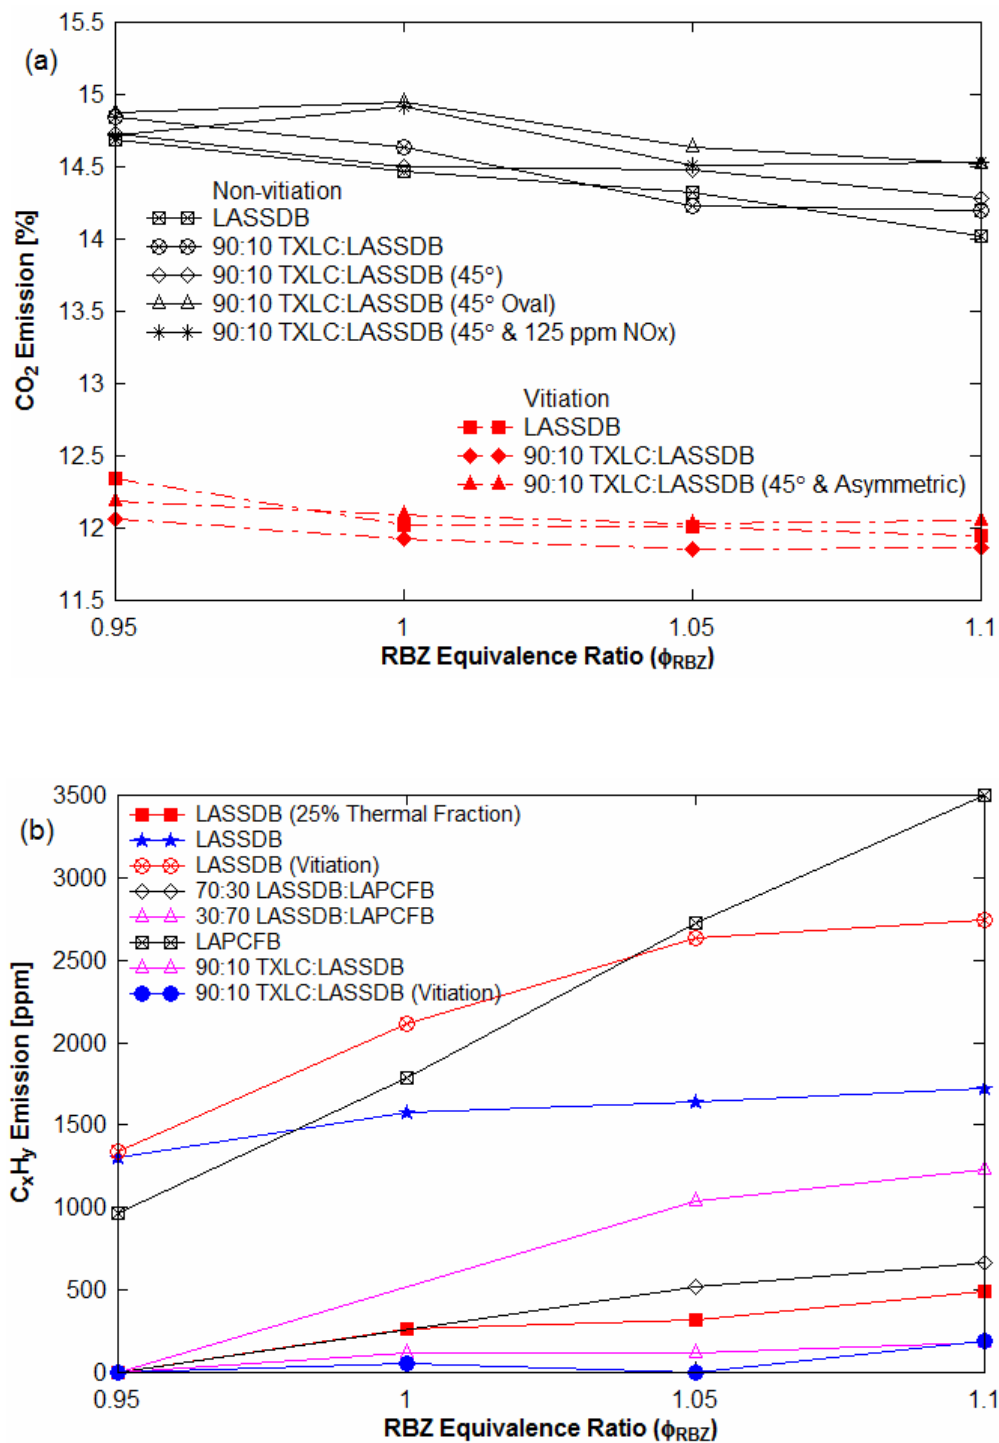 (a)
CO2 Emission [%]
15.5
15
14.5
14
13.5
13
12.5
12
11.5
Non-vitiation
LASSDB
90:10 TXLC:LASSDB
90:10 TXLC:LASSDB (45°)
90:10 TXLC:LASSDB (45° Oval)
90:10 TXLC:LASSDB (45° & 125 ppm NOx)
Vitiation
LASSDB
90:10 TXLC:LASSDB
90:10 TXLC:LASSDB (45° & Asymmetric)
0.95 1 1.05 1.1
RBZ Equivalence Ratio (ϕRBZ)
(b)
CxHy Emission [ppm]
3500
3000
2500
2000
1500
1000
500
0
LASSDB (25% Thermal Fraction)
LASSDB
LASSDB (Vitiation)
70:30 LASSDB:LAPCFB
30:70 LASSDB:LAPCFB
LAPCFB
90:10 TXLC:LASSDB
90:10 TXLC:LASSDB (Vitiation)
0.95 1 1.05 1.1
RBZ Equivalence Ratio (ϕRBZ)